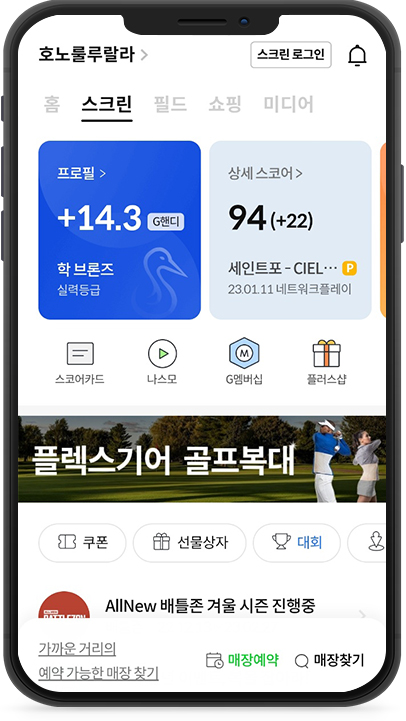 호노룰루랄라 >
스크린 로그인
홈 스크린 필드 쇼핑 미디어
프로필 >
+14.3 G핸디
학 브론즈
실력등급
상세 스코어 >
94 (+22)
세인트포 - CIEL··· P
23.01.11 네트워크플레이
스코어카드
나스모
M
G멤버십
플러스샵
플렉스기어 골프복대
쿠폰
선물상자
대회
AllNew 배틀존 겨울 시즌 진행중
가까운 거리의
예약 가능한 매장 찾기
매장예약
매장찾기